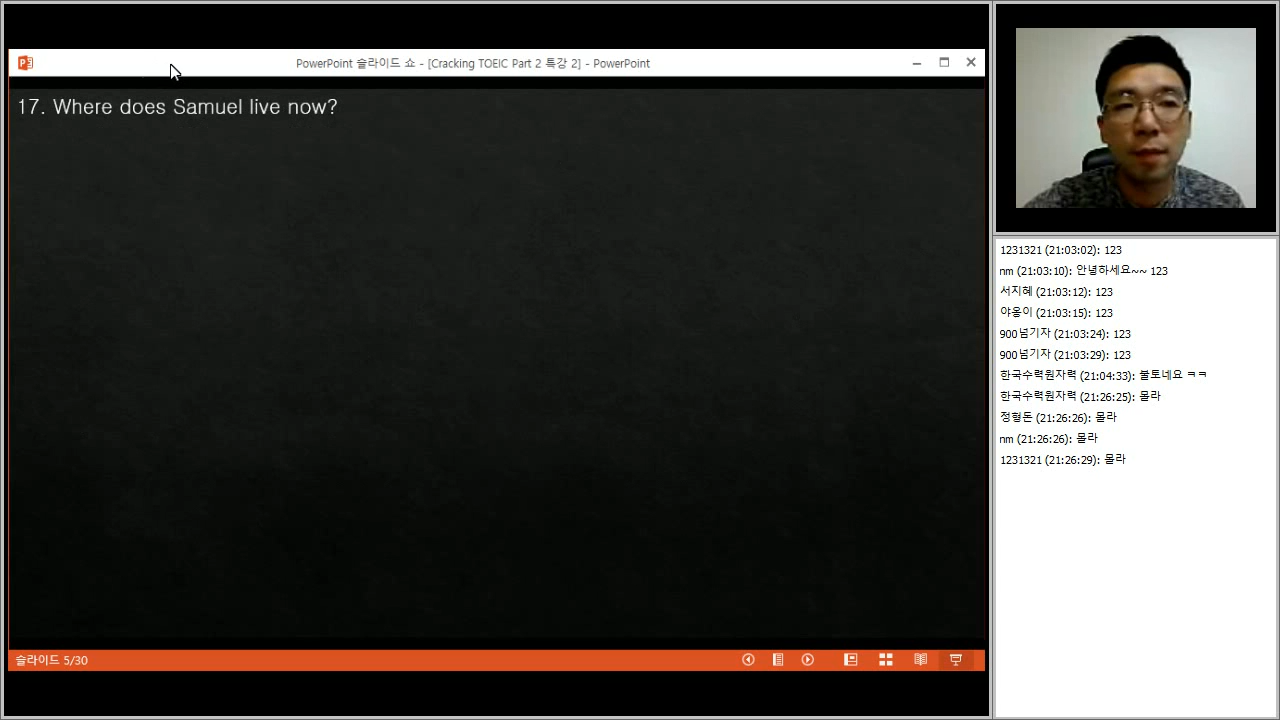 PowerPoint 슬라이드 쇼 - [Cracking TOEIC Part 2 특강 2] - PowerPoint
17. Where does Samuel live now?
슬라이드 5/30
1231321 (21:03:02): 123
nm (21:03:10): 안녕하세요~~ 123
서지혜 (21:03:12): 123
야옹이 (21:03:15): 123
900넘기자 (21:03:24): 123
900넘기자 (21:03:29): 123
한국수력원자력 (21:04:33): 불토네요 ㅋㅋ
한국수력원자력 (21:26:25): 몰라
정형돈 (21:26:26): 몰라
nm (21:26:26): 몰라
1231321 (21:26:29): 몰라